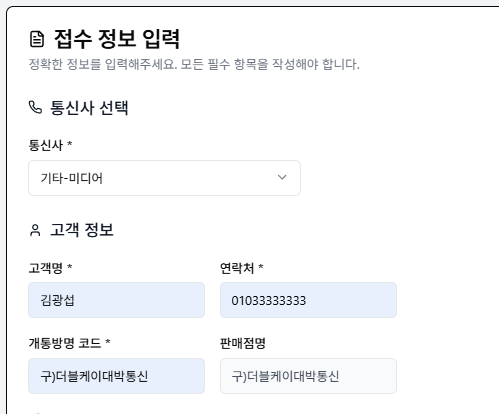 접수 정보 입력
정확한 정보를 입력해주세요. 모든 필수 항목을 작성해야 합니다.
통신사 선택
통신사 *
기타-미디어
고객 정보
고객명 * 연락처 *
김광섭 01033333333
개통방명 코드 * 판매점명
구)더블케이대박통신 구)더블케이대박통신